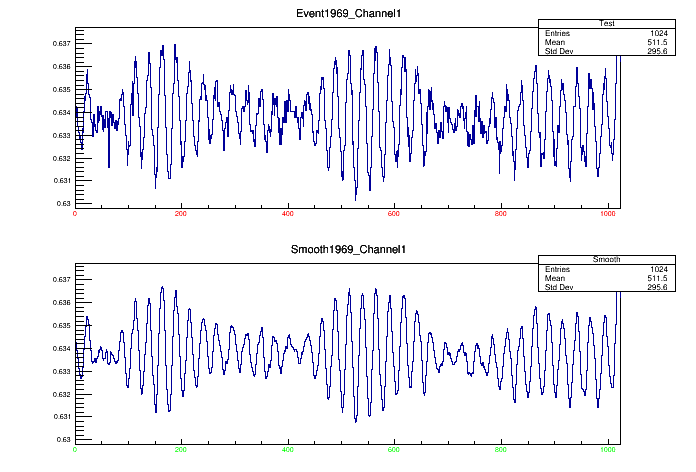 Event1969_Channel1
Test
Entries 1024
Mean 511.5
Std Dev 295.6
0.637
0.636
0.635
0.634
0.633
0.632
0.631
0.63
0 200 400 600 800 1000
Smooth1969_Channel1
Smooth
Entries 1024
Mean 511.5
Std Dev 295.6
0.637
0.636
0.635
0.634
0.633
0.632
0.631
0.63
0 200 400 600 800 1000